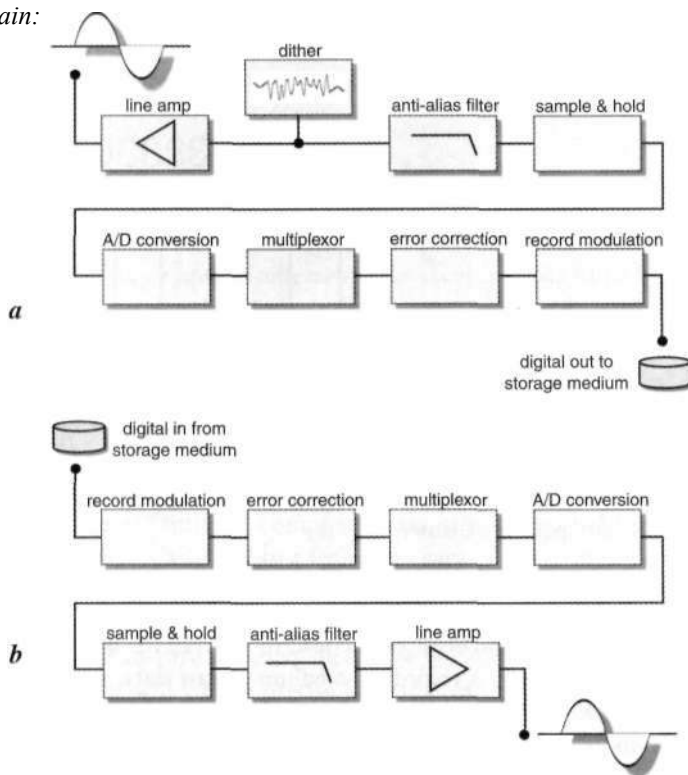 ain:
dither
line amp anti-alias filter sample & hold
A/D conversion multiplexor error correction record modulation
a
digital out to
storage medium
digital in from
storage medium
record modulation error correction multiplexor A/D conversion
sample & hold anti-alias filter line amp
b